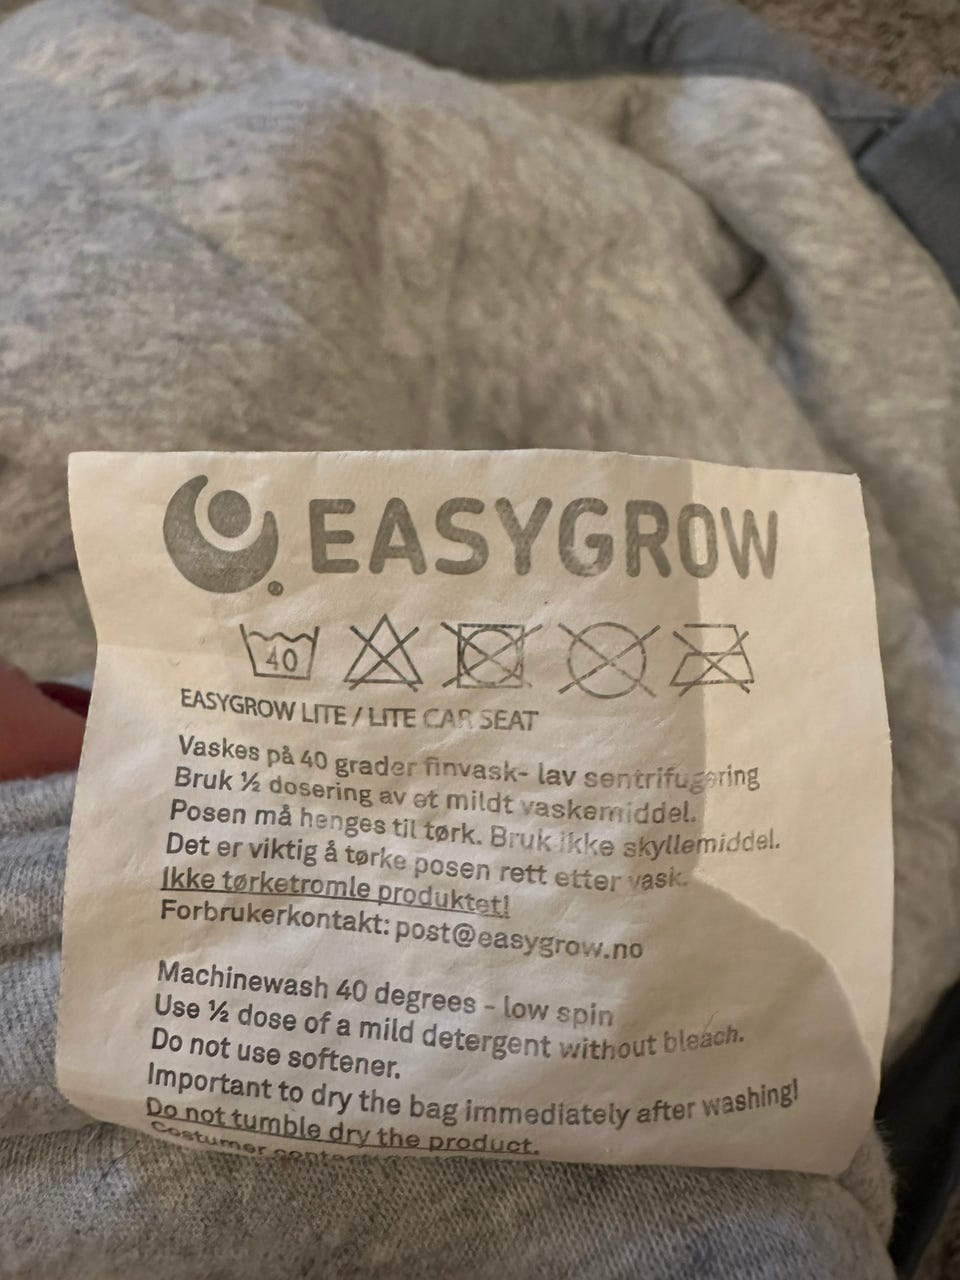 EASYGROW
®
40
EASYGROW LITE / LITE CAR SEAT
Vaskes på 40 grader finvask- lav sentrifugering
Bruk ½ dosering av et mildt vaskemiddel.
Posen må henges til tørk. Bruk ikke skyllemiddel.
Det er viktig å tørke posen rett etter vask.
Ikke tørketromle produktet!
Forbrukerkontakt: post@easygrow.no
Machinewash 40 degrees - low spin
Use ½ dose of a mild detergent without bleach.
Do not use softener.
Important to dry the bag immediately after washing!
Do not tumble dry the product.
Costumer